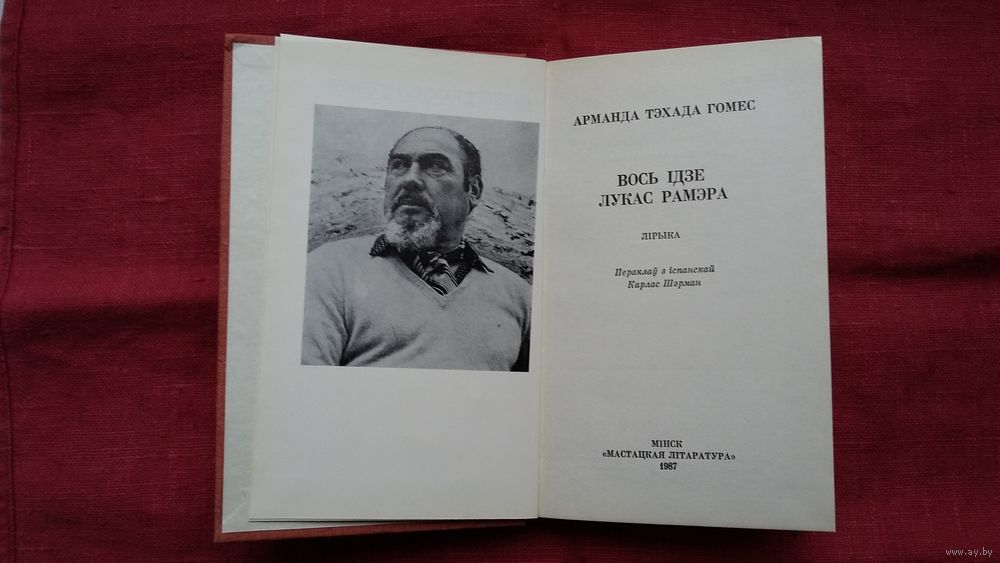 АРМАНДА ТЭХАДА ГОМЕС
ВОСЬ ІДЗЕ
ЛУКАС РАМЭРА
ЛІРЫКА
Пераклаў з іспанскай
Карлас Шэрман
МІНСК
«МАСТАЦКАЯ ЛІТАРАТУРА»
1987
www.ay.by